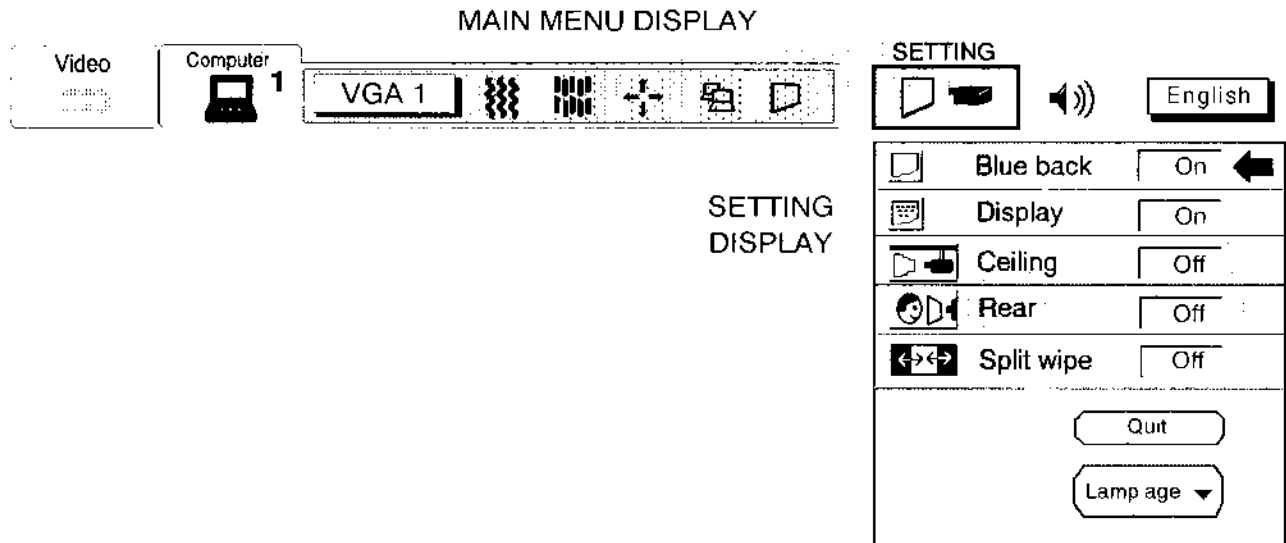 MAIN MENU DISPLAY
Video
Computer
1
VGA 1
SETTING
English
Blue back On
SETTING
DISPLAY
Display On
Ceiling Off
Rear Off
Split wipe Off
Quit
Lamp age